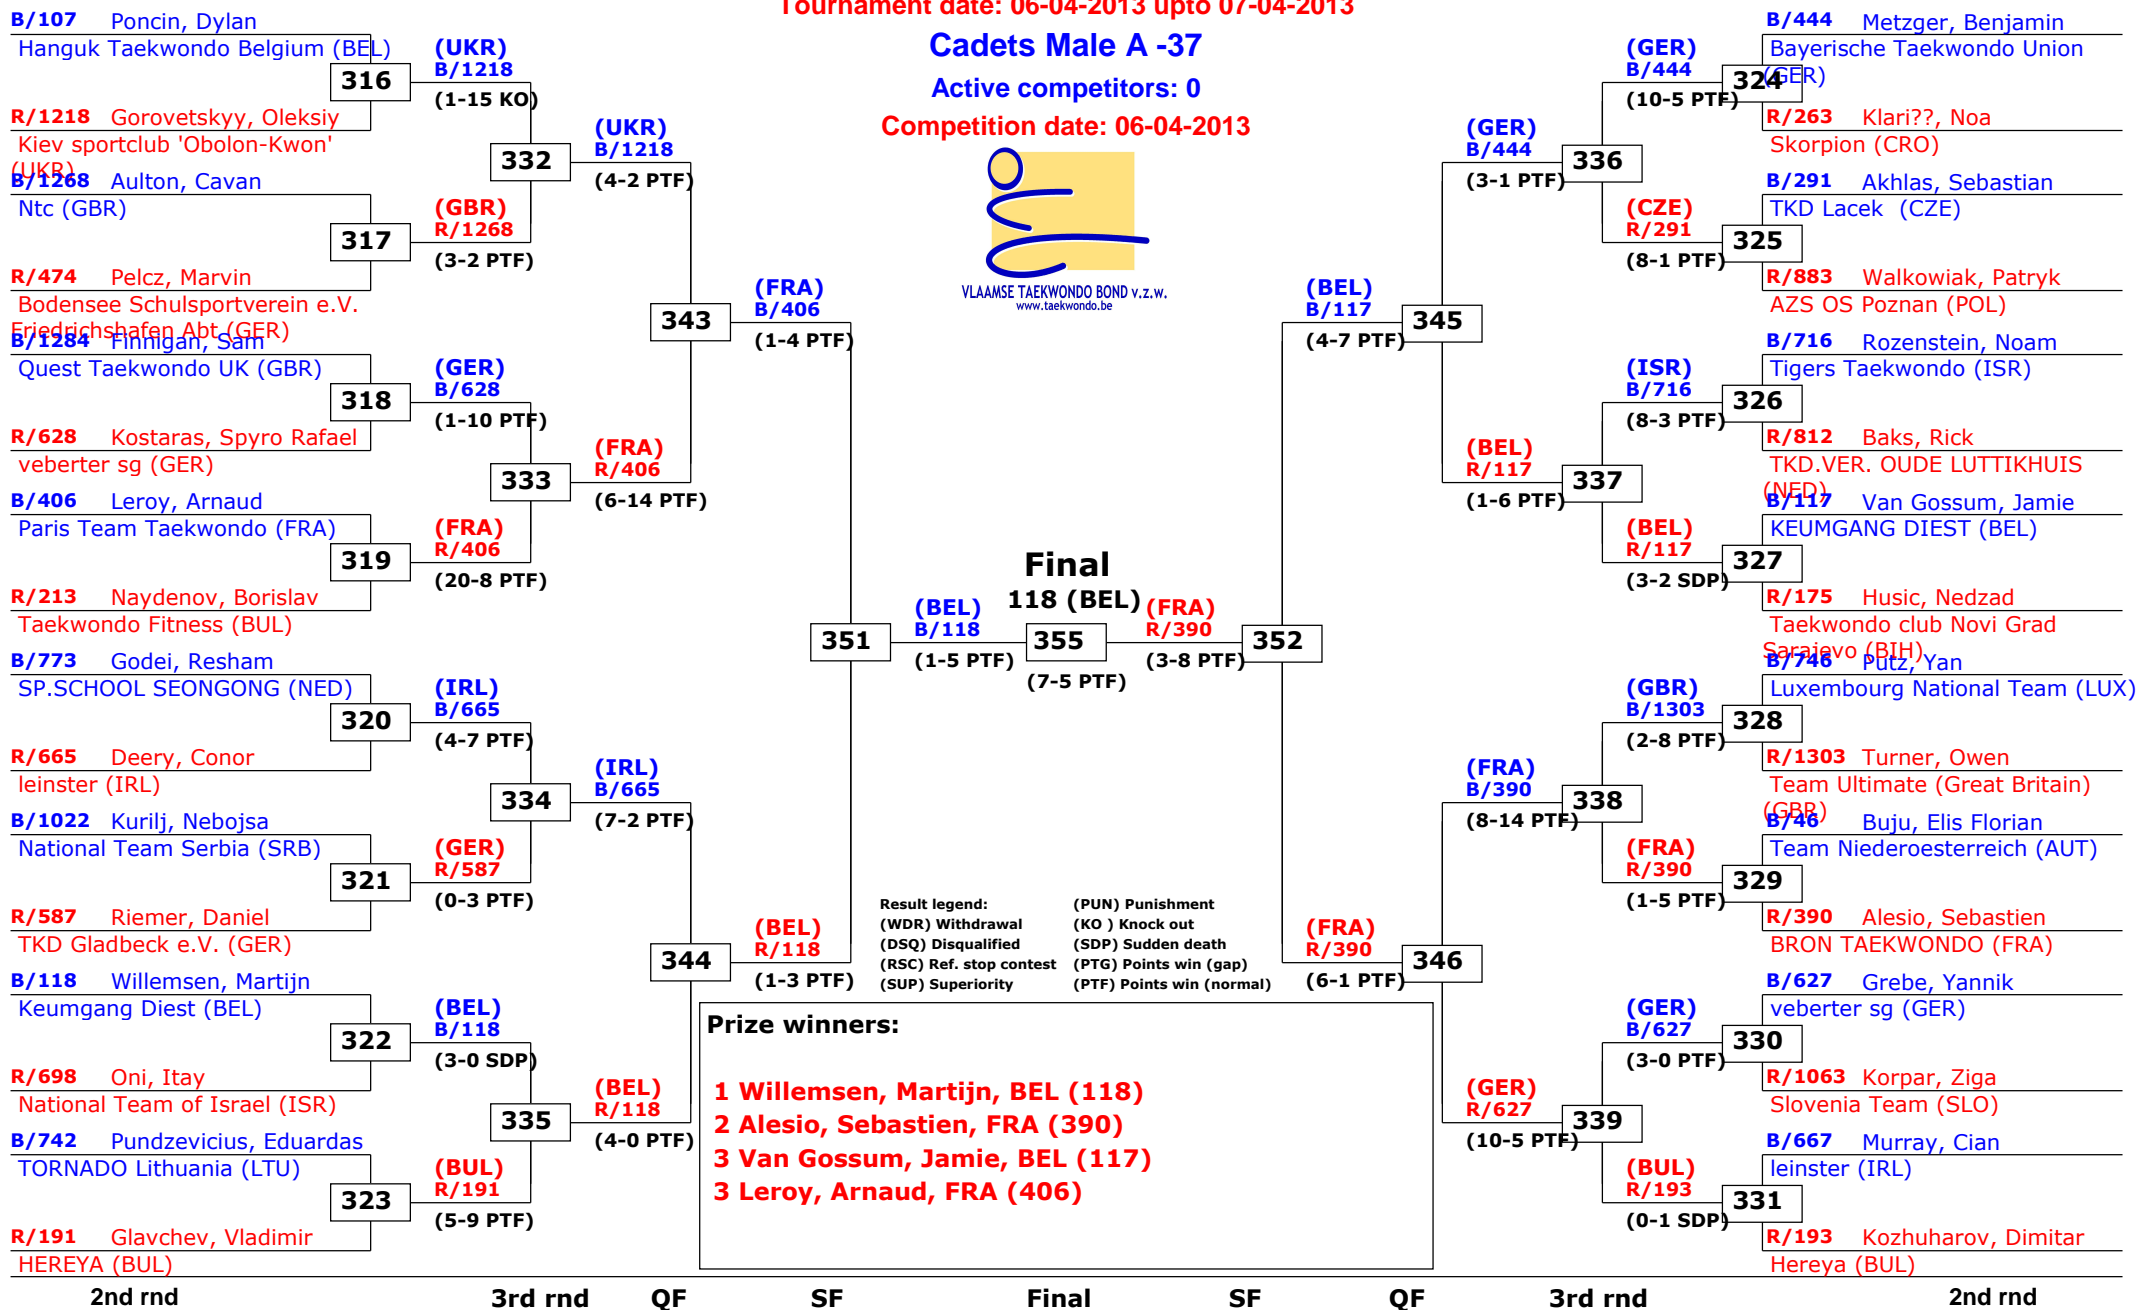 Tournament date: 06-04-2013 upto 07-04-2013
Cadets Male A -37
Active competitors: 0
Competition date: 06-04-2013
VLAAMSE TAEKWONDO BOND v.z.w.
www.taekwondo.be
B/107 Poncin, Dylan
Hanguk Taekwondo Belgium (BEL)
316
R/1218 Gorovetskyy, Oleksiy
Kiev sportclub 'Obolon-Kwon'
(UKR)
B/1268 Aulton, Cavan
Ntc (GBR)
317
R/474 Pelcz, Marvin
Bodensee Schulsportverein e.V.
Friedrichshafen Abt (GER)
B/1284 Finnigan, Sam
Quest Taekwondo UK (GBR)
318
R/628 Kostaras, Spyro Rafael
veberter sg (GER)
B/406 Leroy, Arnaud
Paris Team Taekwondo (FRA)
319
R/213 Naydenov, Borislav
Taekwondo Fitness (BUL)
B/773 Godei, Resham
SP.SCHOOL SEONGONG (NED)
320
R/665 Deery, Conor
leinster (IRL)
B/1022 Kurilj, Nebojsa
National Team Serbia (SRB)
321
R/587 Riemer, Daniel
TKD Gladbeck e.V. (GER)
B/118 Willemsen, Martijn
Keumgang Diest (BEL)
322
R/698 Oni, Itay
National Team of Israel (ISR)
B/742 Pundzevicius, Eduardas
TORNADO Lithuania (LTU)
323
R/191 Glavchev, Vladimir
HEREYA (BUL)
(UKR)
B/1218
(1-15 KO)
332
(GBR)
R/1268
(3-2 PTF)
(GER)
B/628
(1-10 PTF)
333
(FRA)
R/406
(20-8 PTF)
(IRL)
B/665
(4-7 PTF)
334
(GER)
R/587
(0-3 PTF)
(BEL)
B/118
(3-0 SDP)
335
(BUL)
R/191
(5-9 PTF)
(UKR)
B/1218
(4-2 PTF)
343
(FRA)
R/406
(6-14 PTF)
(IRL)
B/665
(7-2 PTF)
344
(BEL)
R/118
(4-0 PTF)
(FRA)
B/406
(1-4 PTF)
351
(BEL)
R/118
(1-3 PTF)
(BEL)
B/118
(1-5 PTF)
Final
118 (BEL)
355
(7-5 PTF)
(FRA)
R/390
(3-8 PTF)
352
(BEL)
B/117
(4-7 PTF)
345
(FRA)
R/390
(6-1 PTF)
346
(GER)
B/444
(3-1 PTF)
336
(BEL)
R/117
(1-6 PTF)
337
(FRA)
B/390
(8-14 PTF)
338
(GER)
R/627
(10-5 PTF)
339
(GER)
B/444
(10-5 PTF)
324
(CZE)
R/291
(8-1 PTF)
325
(ISR)
B/716
(8-3 PTF)
326
(BEL)
R/117
(3-2 SDP)
327
(GBR)
B/1303
(2-8 PTF)
328
(FRA)
R/390
(1-5 PTF)
329
(GER)
B/627
(3-0 PTF)
330
(BUL)
R/193
(0-1 SDP)
331
B/444 Metzger, Benjamin
Bayerische Taekwondo Union
(GER)
R/263 Klari??, Noa
Skorpion (CRO)
B/291 Akhlas, Sebastian
TKD Lacek (CZE)
R/883 Walkowiak, Patryk
AZS OS Poznan (POL)
B/716 Rozenstein, Noam
Tigers Taekwondo (ISR)
R/812 Baks, Rick
TKD.VER. OUDE LUTTIKHUIS
(NED)
B/117 Van Gossum, Jamie
KEUMGANG DIEST (BEL)
R/175 Husic, Nedzad
Taekwondo club Novi Grad
Sarajevo (BIH)
B/746 Putz, Yan
Luxembourg National Team (LUX)
R/1303 Turner, Owen
Team Ultimate (Great Britain)
(GBR)
B/46 Buju, Elis Florian
Team Niederoesterreich (AUT)
R/390 Alesio, Sebastien
BRON TAEKWONDO (FRA)
B/627 Grebe, Yannik
veberter sg (GER)
R/1063 Korpar, Ziga
Slovenia Team (SLO)
B/667 Murray, Cian
leinster (IRL)
R/193 Kozhuharov, Dimitar
Hereya (BUL)
Result legend: (PUN) Punishment
(WDR) Withdrawal (KO ) Knock out
(DSQ) Disqualified (SDP) Sudden death
(RSC) Ref. stop contest (PTG) Points win (gap)
(SUP) Superiority (PTF) Points win (normal)
Prize winners:
1 Willemsen, Martijn, BEL (118)
2 Alesio, Sebastien, FRA (390)
3 Van Gossum, Jamie, BEL (117)
3 Leroy, Arnaud, FRA (406)
2nd rnd 3rd rnd QF SF Final SF QF 3rd rnd 2nd rnd